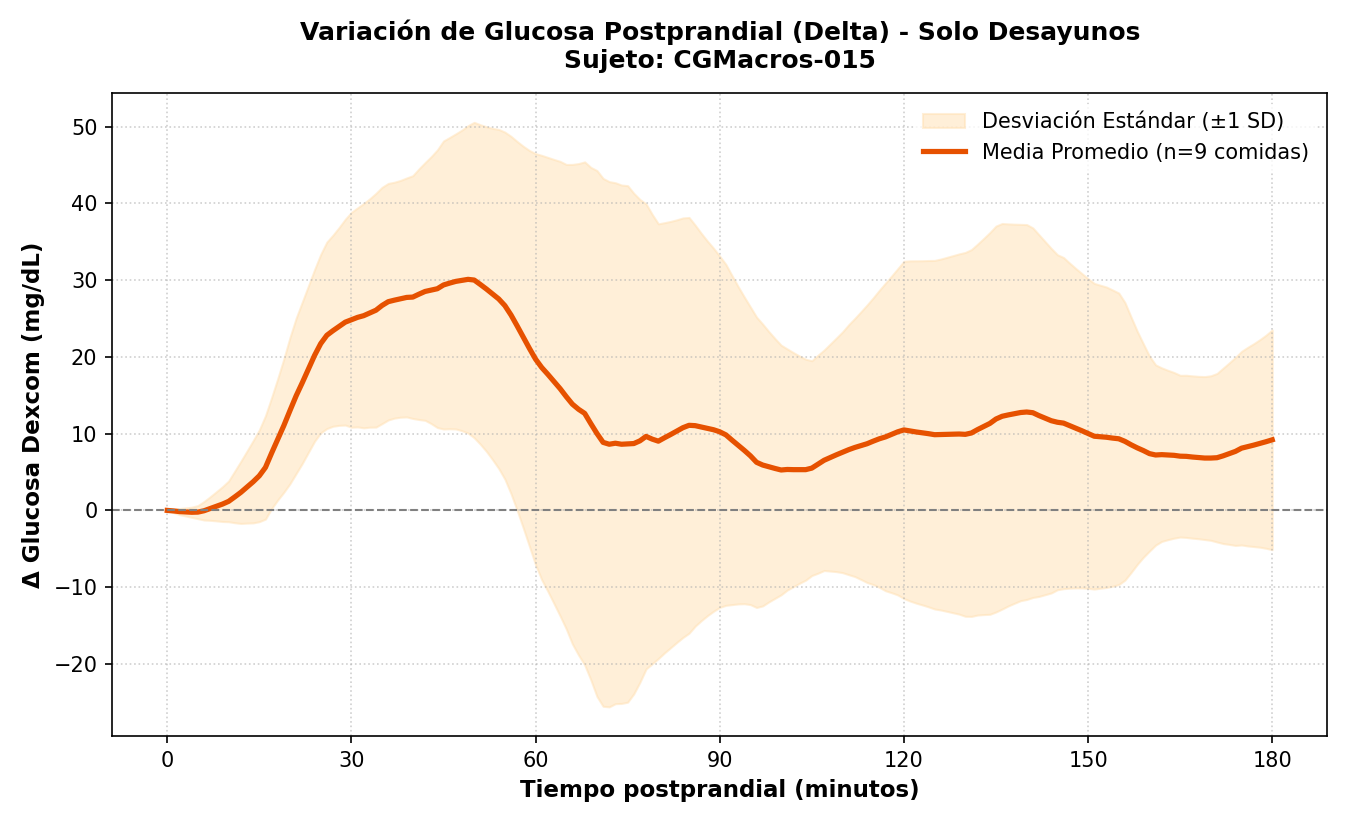 Variación de Glucosa Postprandial (Delta) - Solo Desayunos
Sujeto: CGMacros-015
Desviación Estándar (±1 SD)
Media Promedio (n=9 comidas)
Δ Glucosa Dexcom (mg/dL)
50
40
30
20
10
0
−10
−20
0 30 60 90 120 150 180
Tiempo postprandial (minutos)